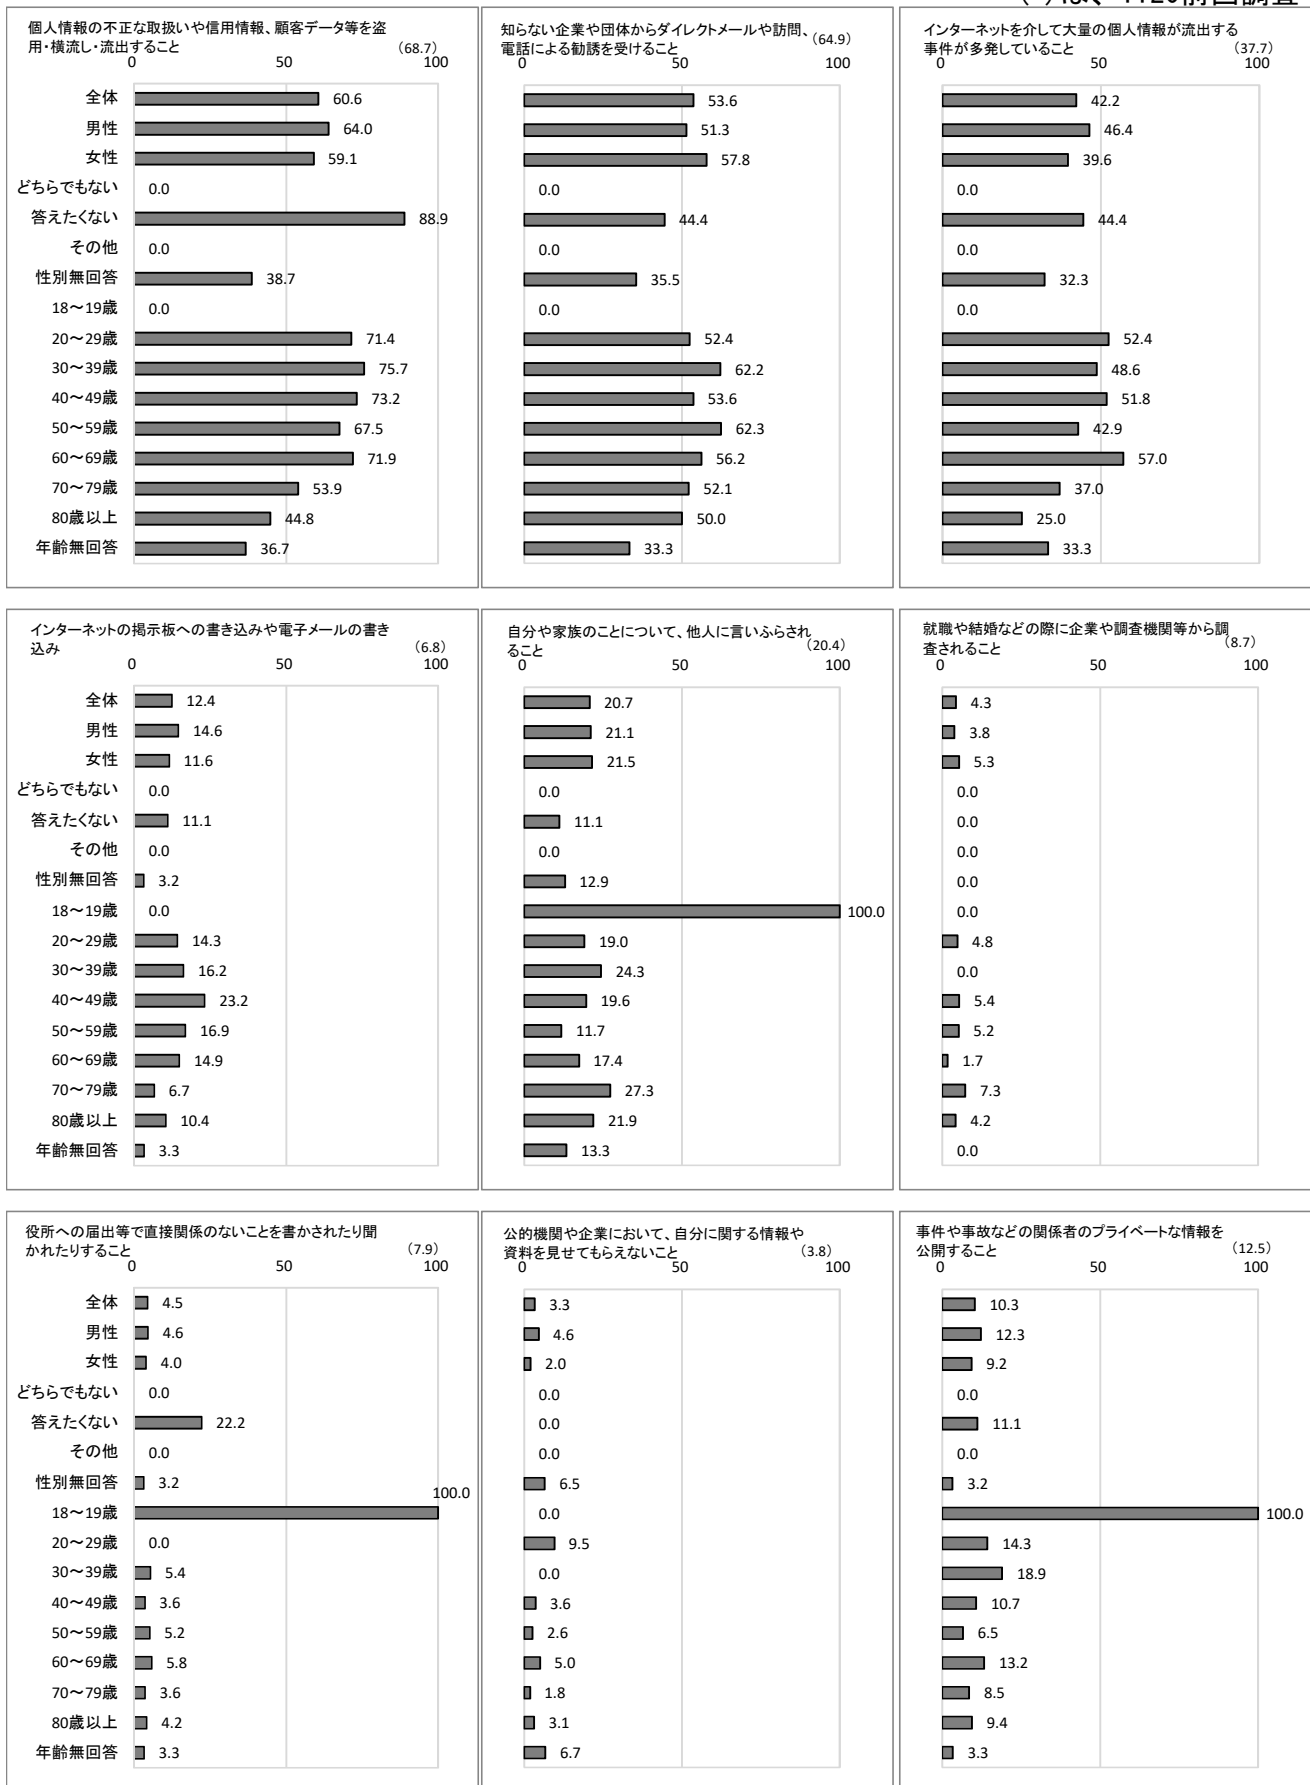 個人情報の不正な取扱いや信用情報、顧客データ等を盗
用・横流し・流出すること
(68.7)
0 50 100
全体 60.6
男性 64.0
女性 59.1
どちらでもない 0.0
答えたくない 88.9
その他 0.0
性別無回答 38.7
18~19歳 0.0
20~29歳 71.4
30~39歳 75.7
40~49歳 73.2
50~59歳 67.5
60~69歳 71.9
70~79歳 53.9
80歳以上 44.8
年齢無回答 36.7
知らない企業や団体からダイレクトメールや訪問、
電話による勧誘を受けること
(64.9)
0 50 100
53.6
51.3
57.8
0.0
44.4
0.0
35.5
0.0
52.4
62.2
53.6
62.3
56.2
52.1
50.0
33.3
インターネットを介して大量の個人情報が流出する
事件が多発していること
(37.7)
0 50 100
42.2
46.4
39.6
0.0
44.4
0.0
32.3
0.0
52.4
48.6
51.8
42.9
57.0
37.0
25.0
33.3
インターネットの掲示板への書き込みや電子メールの書き
込み
(6.8)
0 50 100
全体 12.4
男性 14.6
女性 11.6
どちらでもない 0.0
答えたくない 11.1
その他 0.0
性別無回答 3.2
18~19歳 0.0
20~29歳 14.3
30~39歳 16.2
40~49歳 23.2
50~59歳 16.9
60~69歳 14.9
70~79歳 6.7
80歳以上 10.4
年齢無回答 3.3
自分や家族のことについて、他人に言いふらされ
ること
(20.4)
0 50 100
20.7
21.1
21.5
0.0
11.1
0.0
12.9
100.0
19.0
24.3
19.6
11.7
17.4
27.3
21.9
13.3
就職や結婚などの際に企業や調査機関等から調
査されること
(8.7)
0 50 100
4.3
3.8
5.3
0.0
0.0
0.0
0.0
0.0
4.8
0.0
5.4
5.2
1.7
7.3
4.2
0.0
役所への届出等で直接関係のないことを書かされたり聞
かれたりすること
(7.9)
0 50 100
全体 4.5
男性 4.6
女性 4.0
どちらでもない 0.0
答えたくない 22.2
その他 0.0
性別無回答 3.2
18~19歳 100.0
20~29歳 0.0
30~39歳 5.4
40~49歳 3.6
50~59歳 5.2
60~69歳 5.8
70~79歳 3.6
80歳以上 4.2
年齢無回答 3.3
公的機関や企業において、自分に関する情報や
資料を見せてもらえないこと
(3.8)
0 50 100
3.3
4.6
2.0
0.0
0.0
0.0
6.5
0.0
9.5
0.0
3.6
2.6
5.0
1.8
3.1
6.7
事件や事故などの関係者のプライベートな情報を
公開すること
(12.5)
0 50 100
10.3
12.3
9.2
0.0
11.1
0.0
3.2
100.0
14.3
18.9
10.7
6.5
13.2
8.5
9.4
3.3